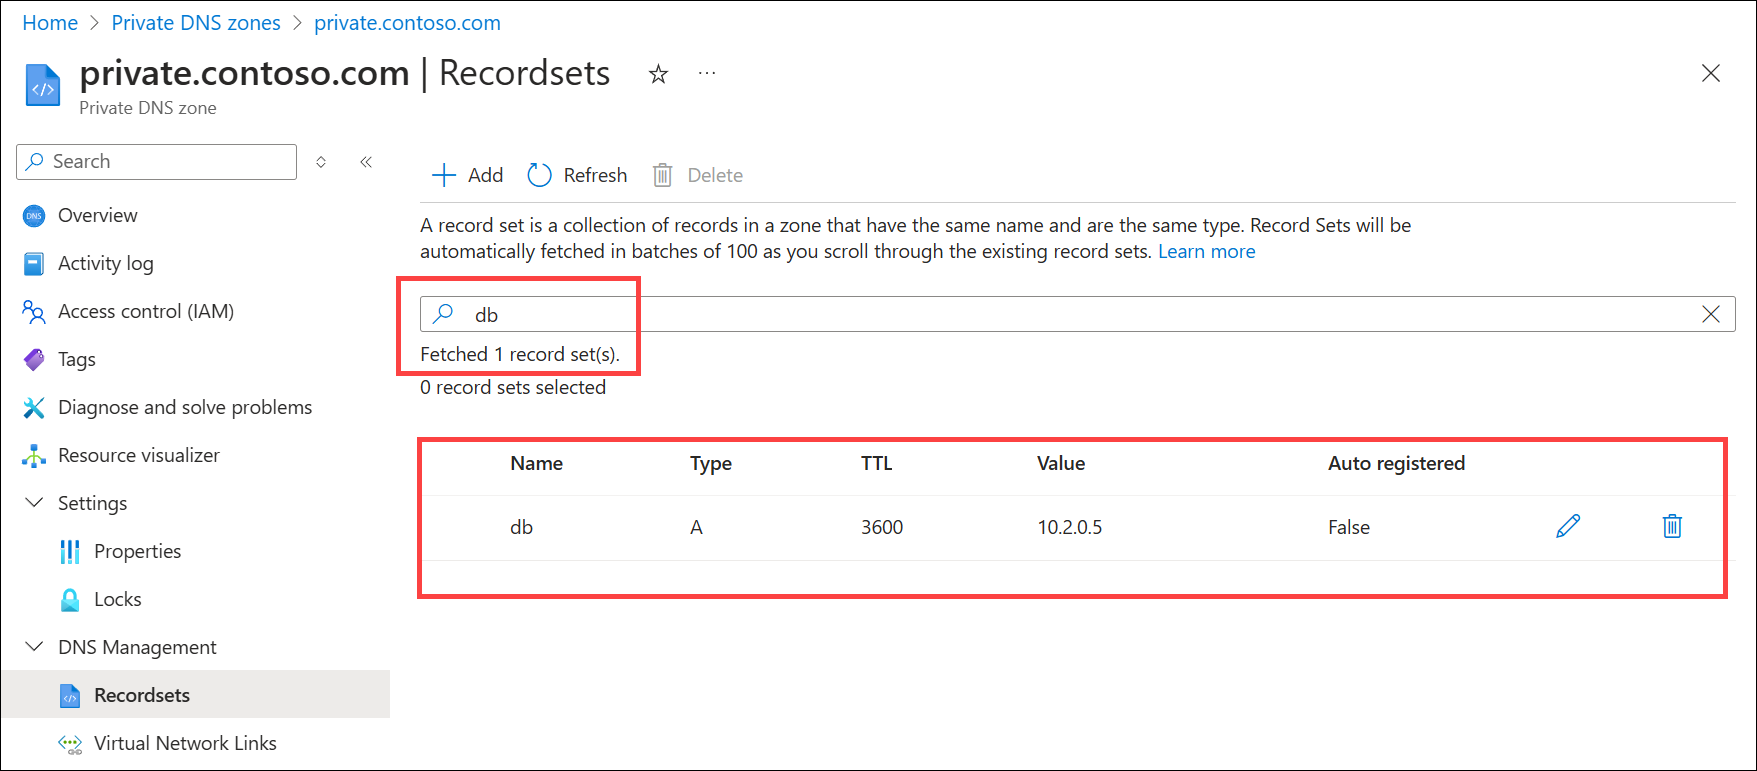 Home > Private DNS zones > private.contoso.com
private.contoso.com | Recordsets
Private DNS zone
Search
DNS Overview
Activity log
Access control (IAM)
Tags
Diagnose and solve problems
Resource visualizer
Settings
Properties
Locks
DNS Management
Recordsets
Virtual Network Links
Add Refresh Delete
A record set is a collection of records in a zone that have the same name and are the same type. Record Sets will be
automatically fetched in batches of 100 as you scroll through the existing record sets. Learn more
db
Fetched 1 record set(s).
0 record sets selected
Name Type TTL Value Auto registered
db A 3600 10.2.0.5 False